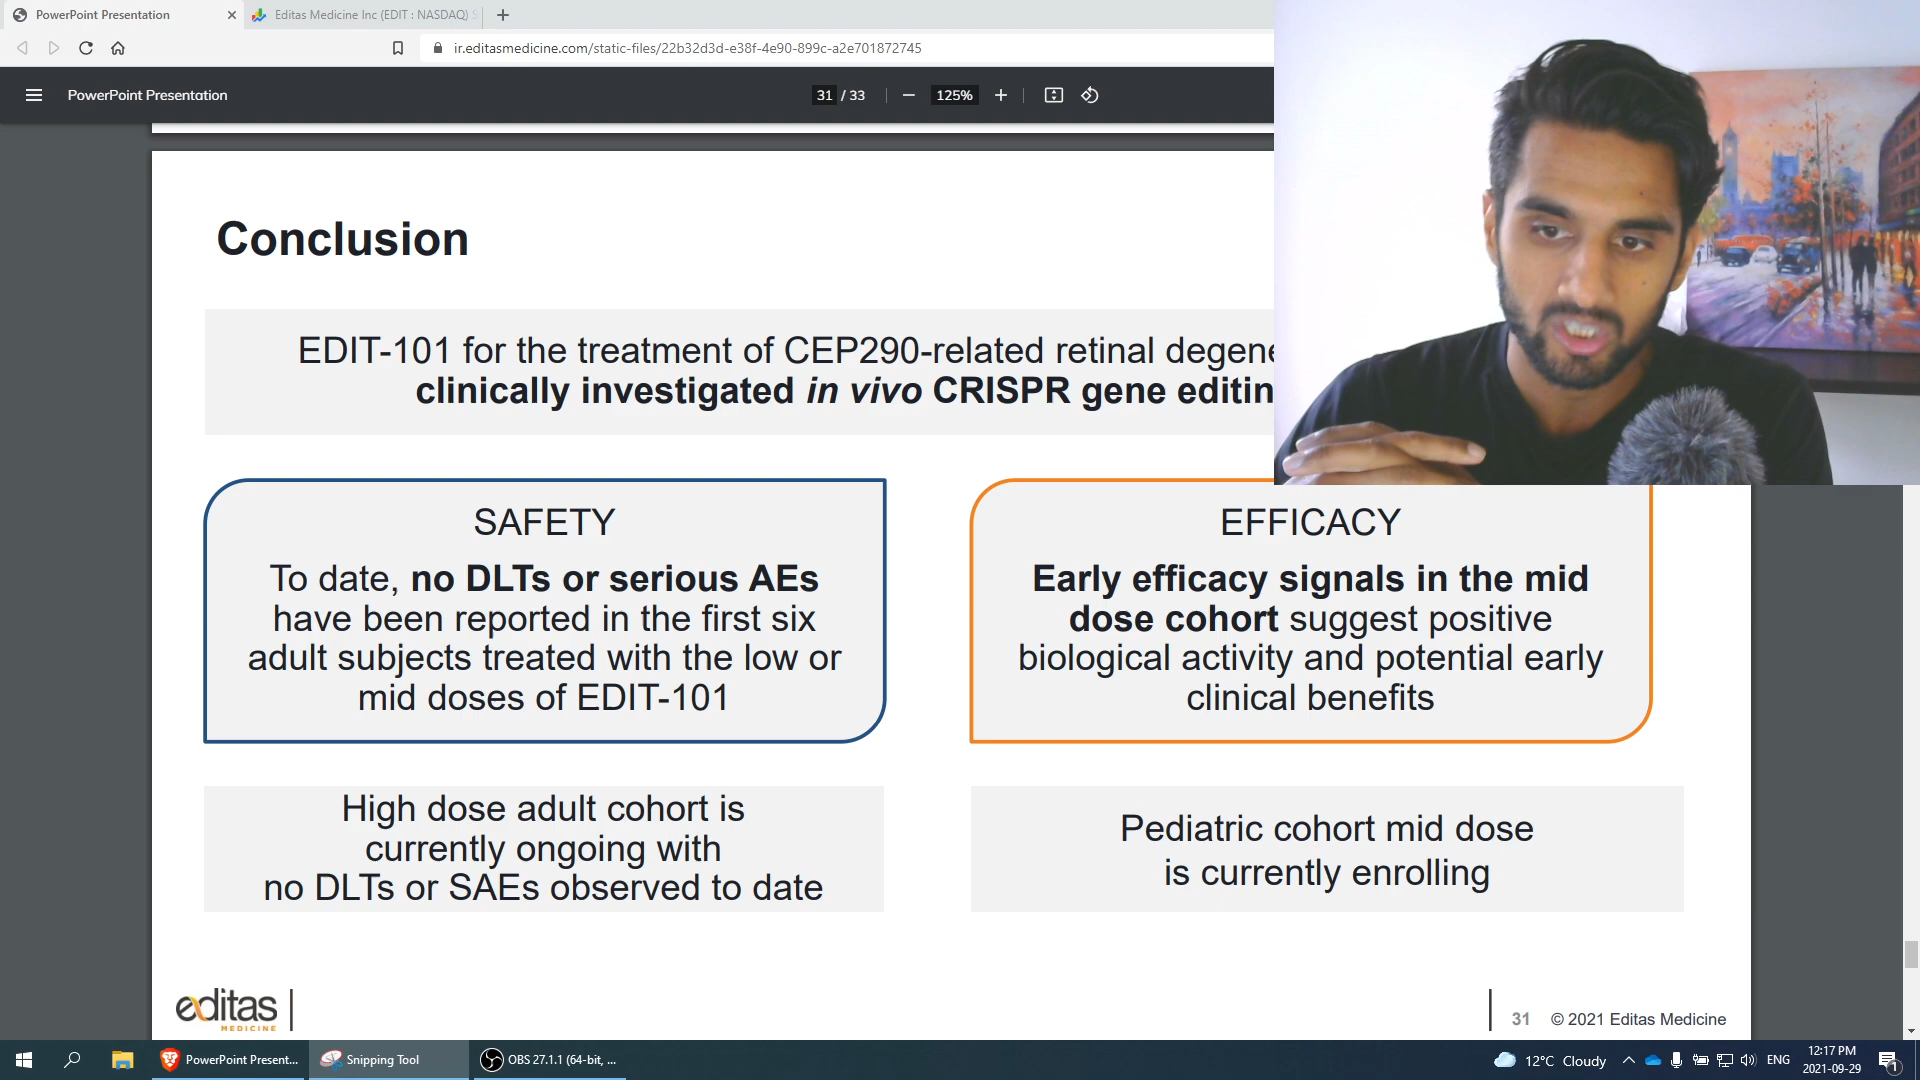 PowerPoint Presentation
Editas Medicine Inc (EDIT : NASDAQ)
ir.editasmedicine.com/static-files/22b32d3d-e38f-4e90-899c-a2e701872745
PowerPoint Presentation
31 / 33
125%
Conclusion
EDIT-101 for the treatment of CEP290-related retinal degene
clinically investigated in vivo CRISPR gene editin
SAFETY
To date, no DLTs or serious AEs
have been reported in the first six
adult subjects treated with the low or
mid doses of EDIT-101
EFFICACY
Early efficacy signals in the mid
dose cohort suggest positive
biological activity and potential early
clinical benefits
High dose adult cohort is
currently ongoing with
no DLTs or SAEs observed to date
Pediatric cohort mid dose
is currently enrolling
editas
MEDICINE
31 © 2021 Editas Medicine
PowerPoint Present...
Snipping Tool
OBS 27.1.1 (64-bit, ...
12°C Cloudy
ENG
12:17 PM
2021-09-29
1